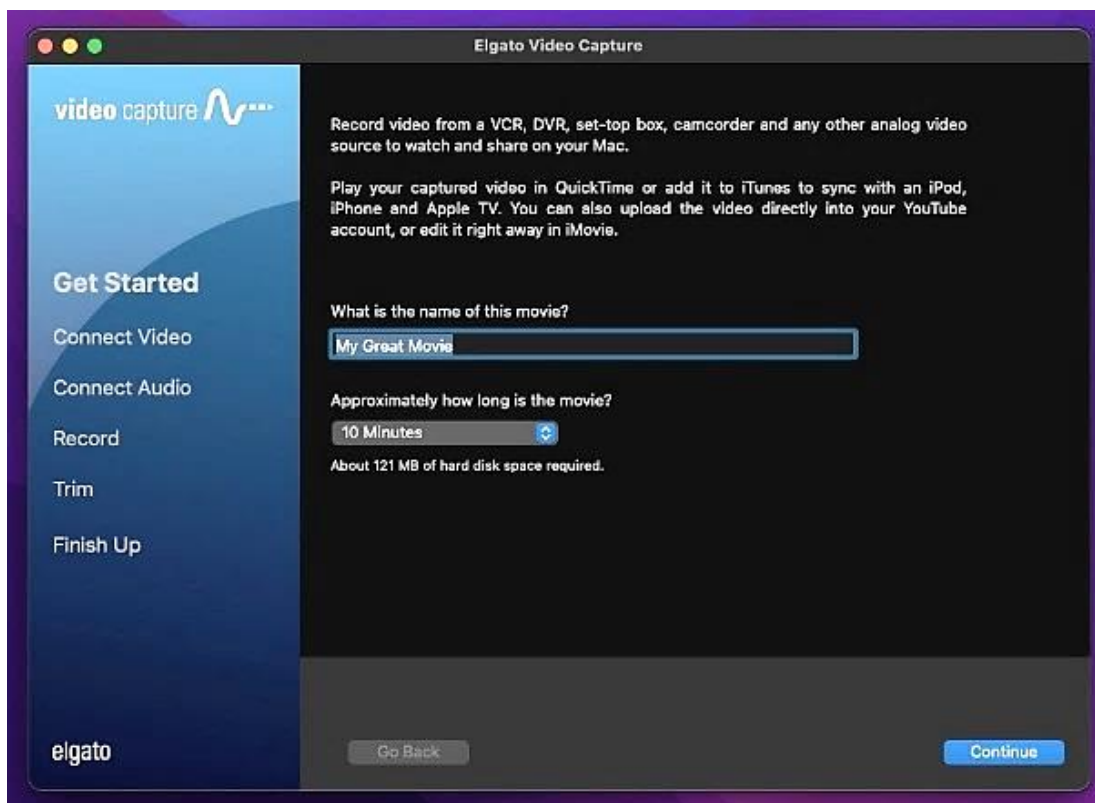 Elgato Video Capture
video capture
Record video from a VCR, DVR, set-top box, camcorder and any other analog video
source to watch and share on your Mac.
Play your captured video in QuickTime or add it to iTunes to sync with an iPod,
iPhone and Apple TV. You can also upload the video directly into your YouTube
account, or edit it right away in iMovie.
Get Started
Connect Video
Connect Audio
Record
Trim
Finish Up
What is the name of this movie?
My Great Movie
Approximately how long is the movie?
10 Minutes
About 121 MB of hard disk space required.
elgato
Go Back
Continue